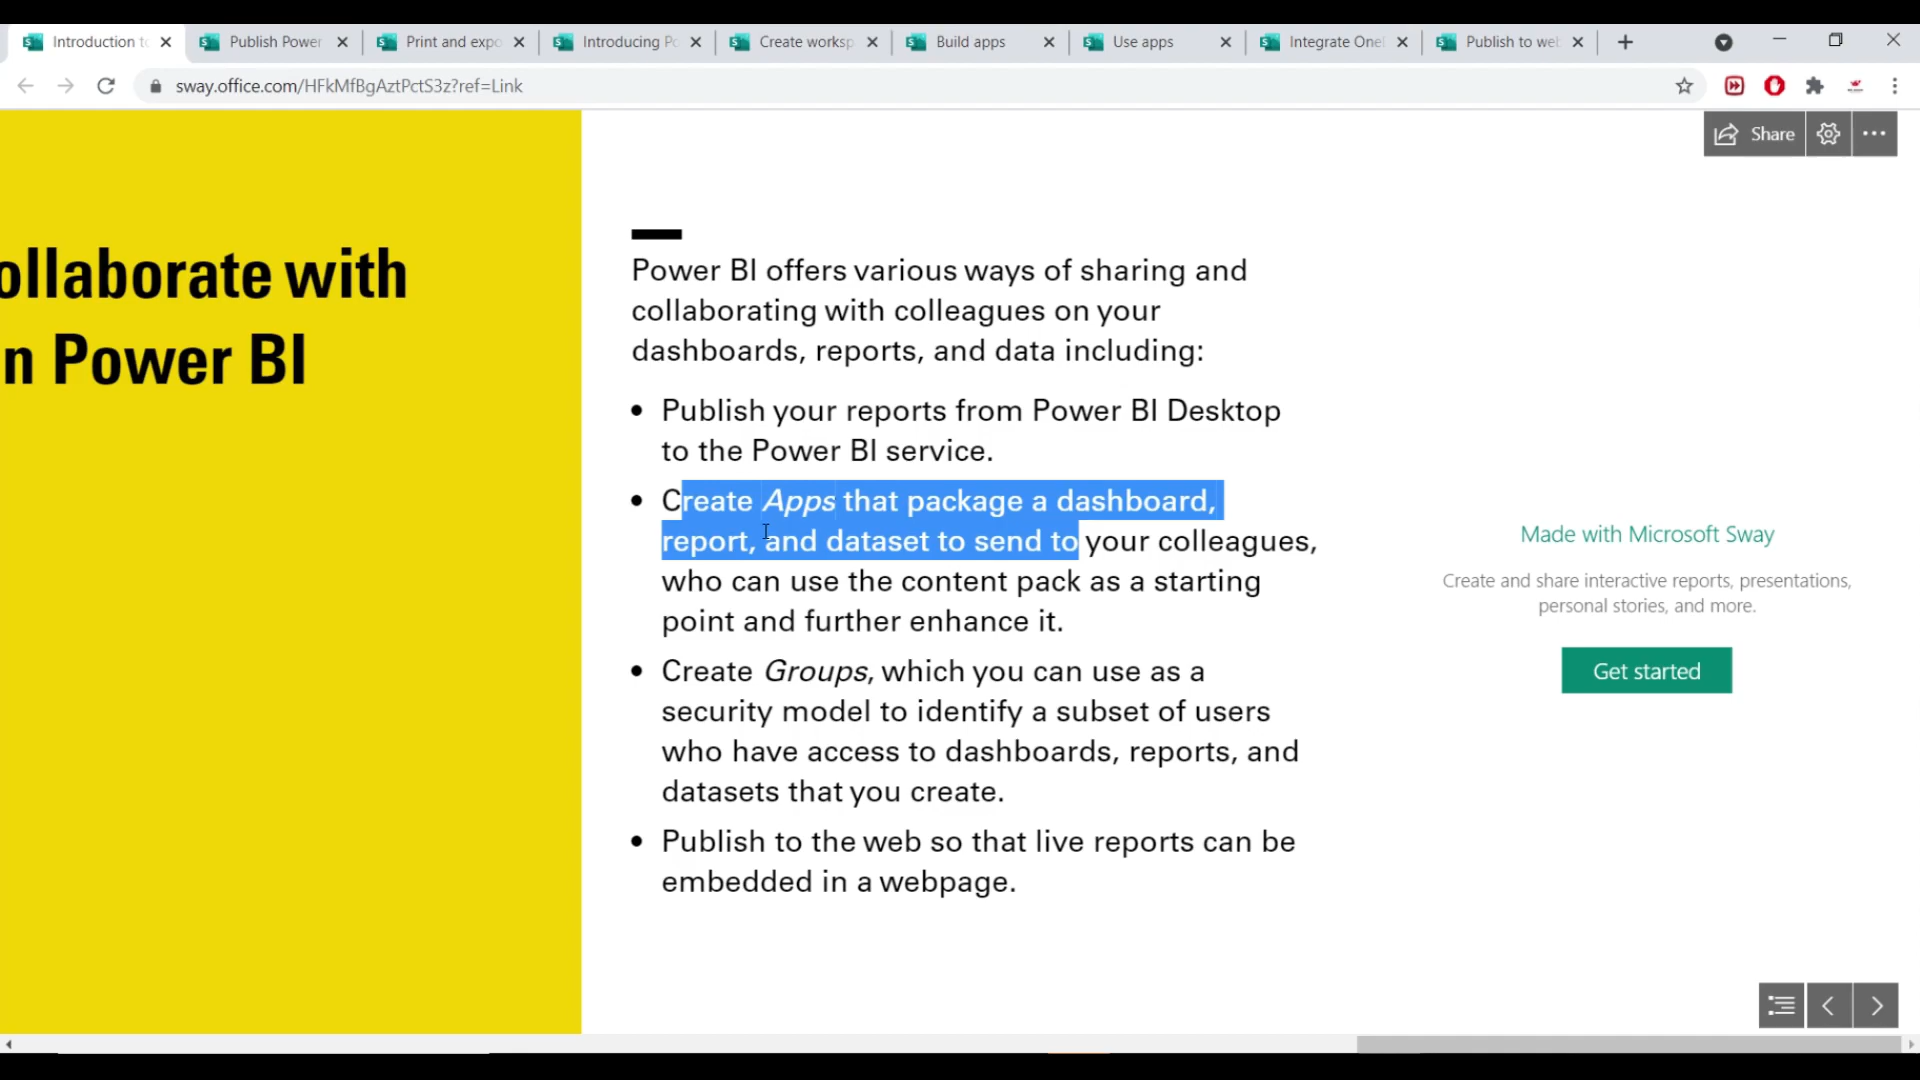 Introduction to
Publish Power
Print and expo
Introducing Po
Create worksp
Build apps
Use apps
Integrate OneD
Publish to web
sway.office.com/HFkMfBgAztPctS3z?ref=Link
Share
ollaborate with
n Power BI
Power BI offers various ways of sharing and
collaborating with colleagues on your
dashboards, reports, and data including:
• Publish your reports from Power BI Desktop
to the Power BI service.
• Create Apps that package a dashboard,
report, and dataset to send to your colleagues,
who can use the content pack as a starting
point and further enhance it.
• Create Groups, which you can use as a
security model to identify a subset of users
who have access to dashboards, reports, and
datasets that you create.
• Publish to the web so that live reports can be
embedded in a webpage.
Made with Microsoft Sway
Create and share interactive reports, presentations,
personal stories, and more.
Get started